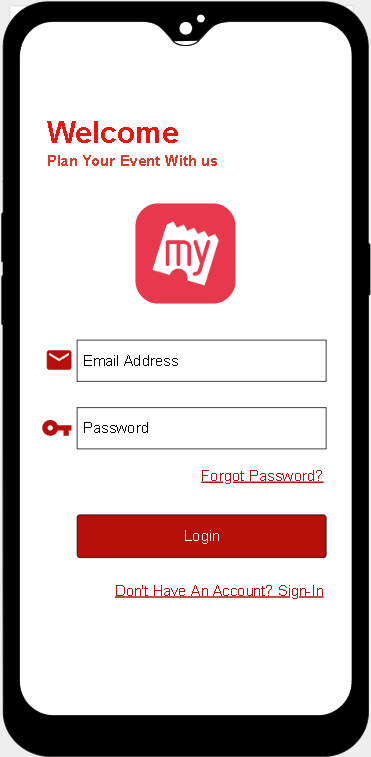 Welcome
Plan Your Event With us
my
Email Address
Password
Forgot Password?
Login
Don't Have An Account? Sign-In